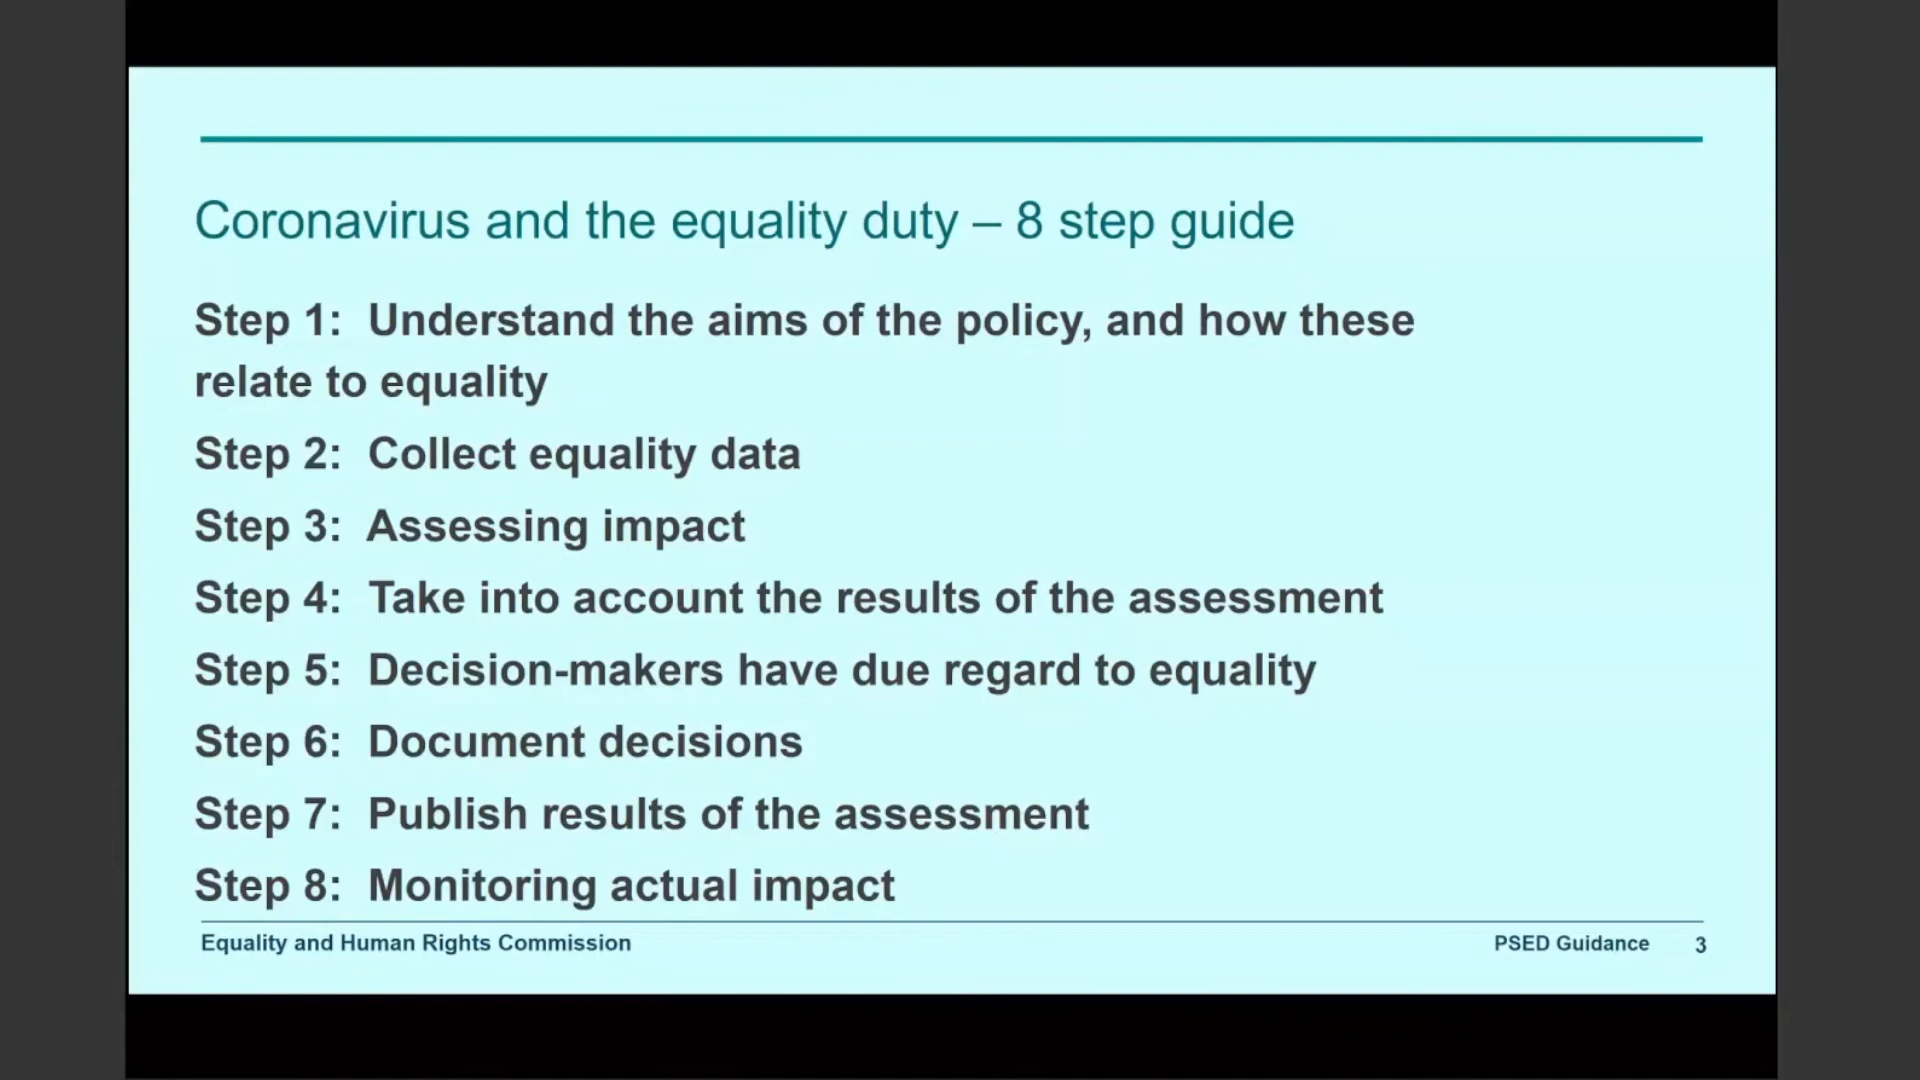 Coronavirus and the equality duty – 8 step guide
Step 1: Understand the aims of the policy, and how these
relate to equality
Step 2: Collect equality data
Step 3: Assessing impact
Step 4: Take into account the results of the assessment
Step 5: Decision-makers have due regard to equality
Step 6: Document decisions
Step 7: Publish results of the assessment
Step 8: Monitoring actual impact
Equality and Human Rights Commission
PSED Guidance 3